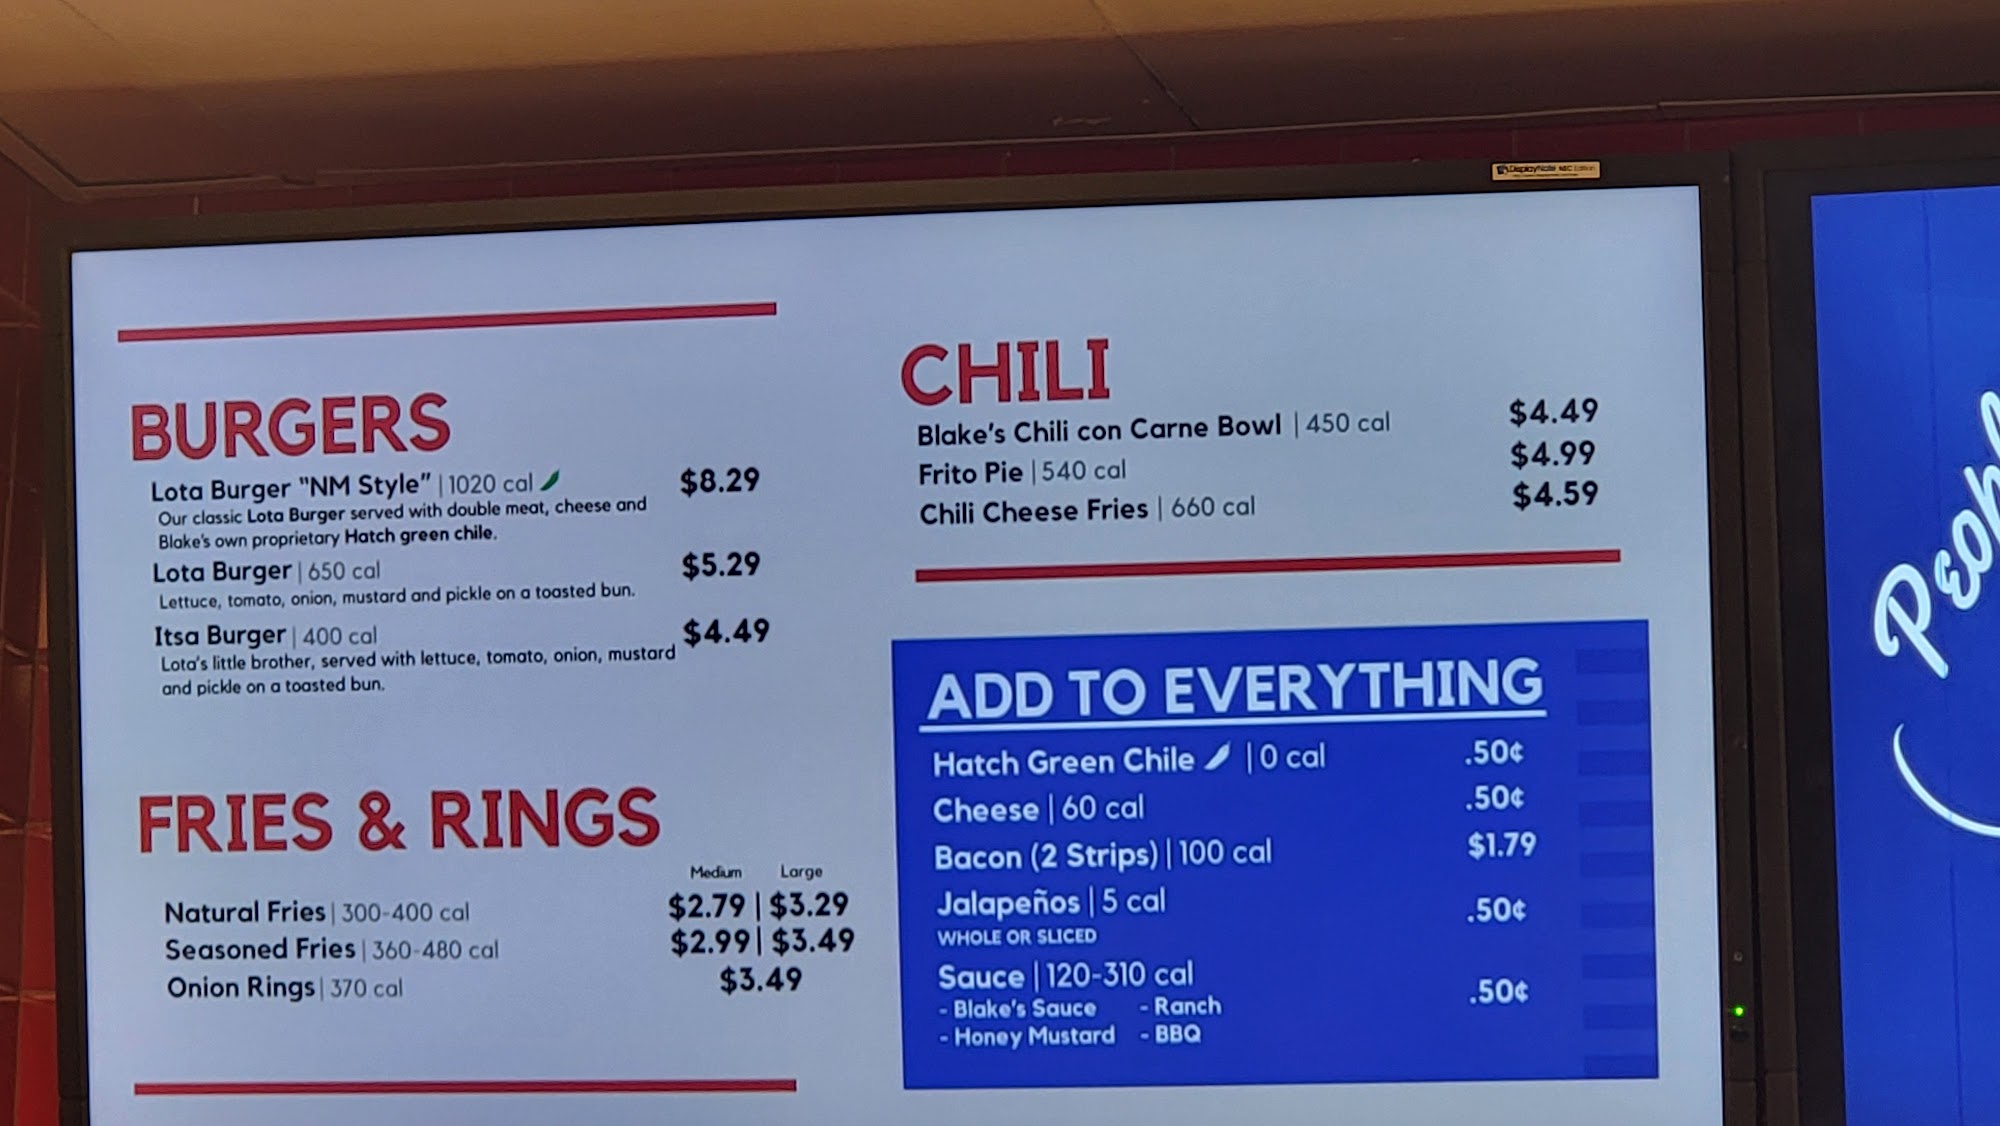 BURGERS
Lota Burger "NM Style" | 1020 cal $8.29
Our classic Lota Burger served with double meat, cheese and
Blake's own proprietary Hatch green chile.
Lota Burger | 650 cal $5.29
Lettuce, tomato, onion, mustard and pickle on a toasted bun.
Itsa Burger | 400 cal $4.49
Lota's little brother, served with lettuce, tomato, onion, mustard
and pickle on a toasted bun.
FRIES & RINGS
Medium Large
Natural Fries | 300-400 cal $2.79 | $3.29
Seasoned Fries | 360-480 cal $2.99 | $3.49
Onion Rings | 370 cal $3.49
CHILI
Blake's Chili con Carne Bowl | 450 cal $4.49
Frito Pie | 540 cal $4.99
Chili Cheese Fries | 660 cal $4.59
ADD TO EVERYTHING
Hatch Green Chile | 0 cal .50¢
Cheese | 60 cal .50¢
Bacon (2 Strips) | 100 cal $1.79
Jalapeños | 5 cal .50¢
WHOLE OR SLICED
Sauce | 120-310 cal .50¢
- Blake's Sauce - Ranch
- Honey Mustard - BBQ
DisplayNote NEC Edition